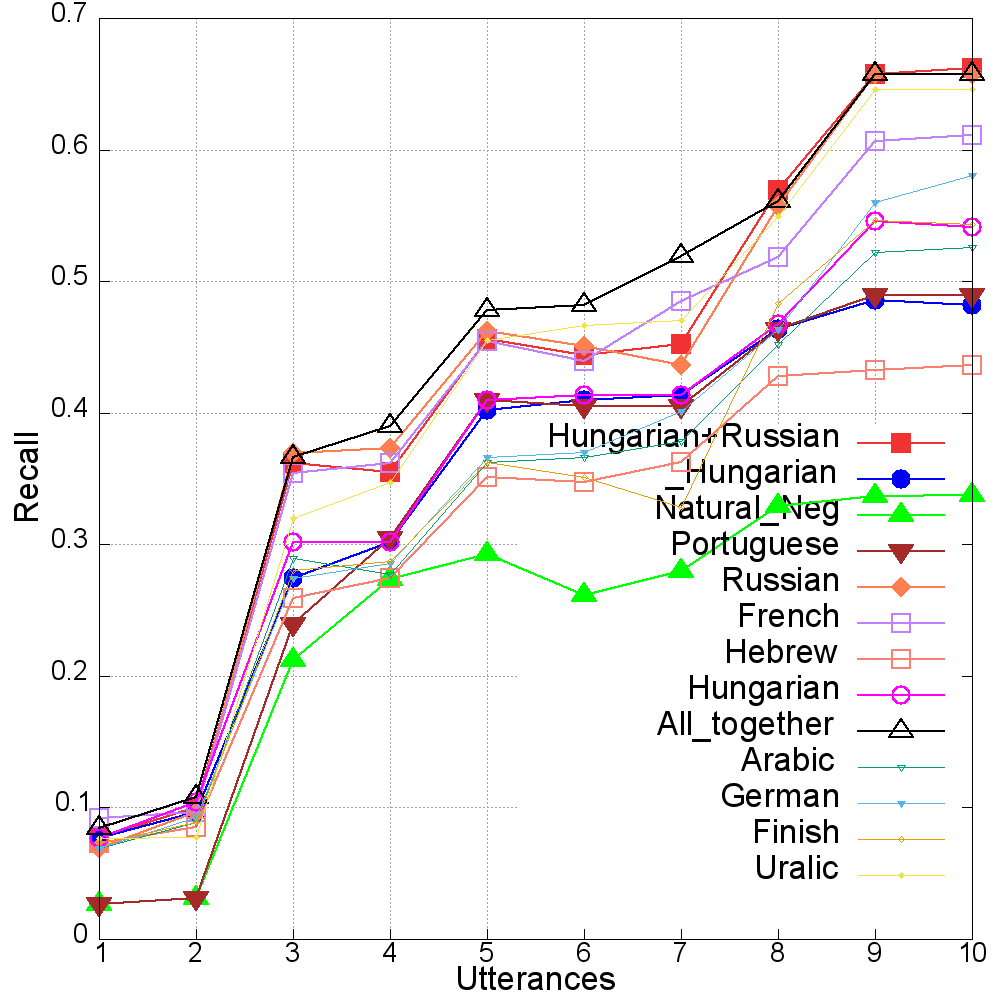 0.7
0.6
0.5
0.4
0.3
0.2
0.1
0
Recall
Hungarian+Russian
_Hungarian
Natural_Neg
Portuguese
Russian
French
Hebrew
Hungarian
All_together
Arabic
German
Finish
Uralic
1 2 3 4 5 6 7 8 9 10
Utterances